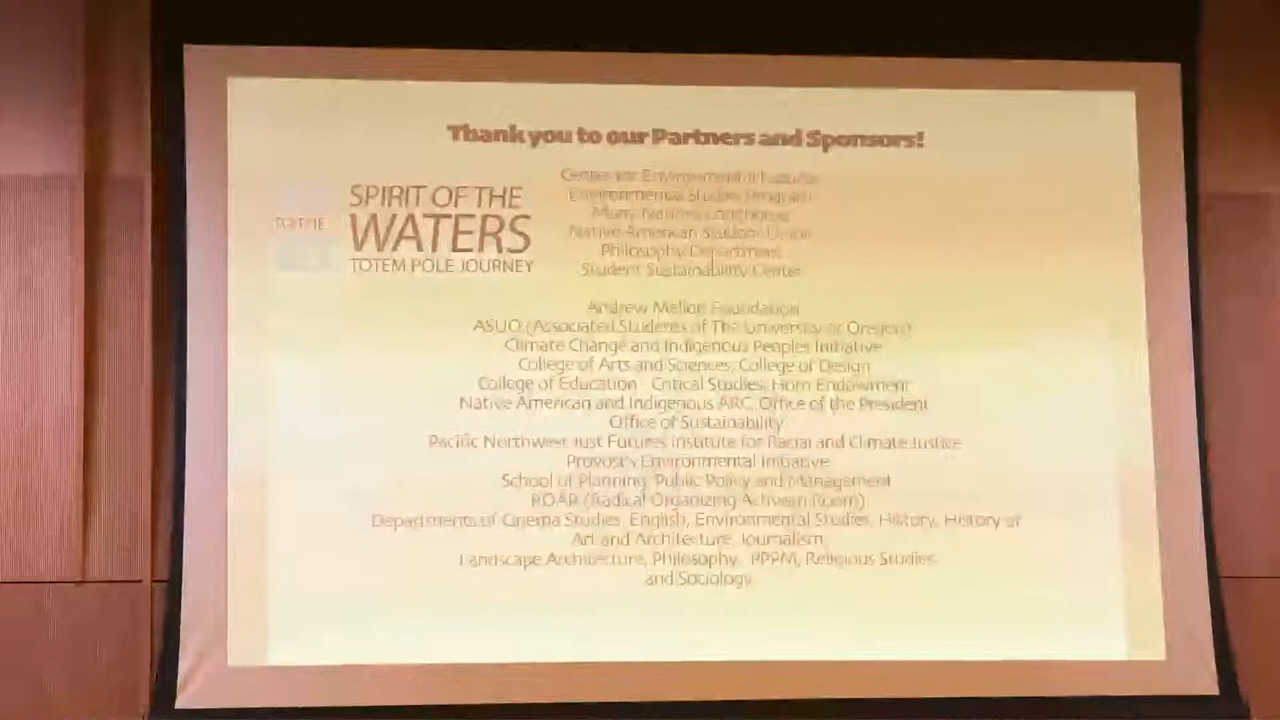 Thank you to our Partners and Sponsors!
SPIRIT OF THE
WATERS
TOTEM POLE JOURNEY
Center for Environmental
Environmental Studies Program
Many Nations Longhouse
Native American Student Union
Philosophy Department
Student Sustainability Center
Andrew Mellon Foundation
ASUO (Associated Students of The University of Oregon)
Climate Change and Indigenous Peoples Initiative
College of Arts and Sciences, College of Design
College of Education - Critical Studies, Horn Endowment
Native American and Indigenous ARC, Office of the President
Office of Sustainability
Pacific Northwest Just Futures Institute for Racial and Climate Justice
Provost's Environmental Initiative
School of Planning, Public Policy and Management
ROAR (Radical Organizing Activism Room)
Departments of Cinema Studies, English, Environmental Studies, History, History of
Art and Architecture, Journalism,
Landscape Architecture, Philosophy, PPPM, Religious Studies
and Sociology